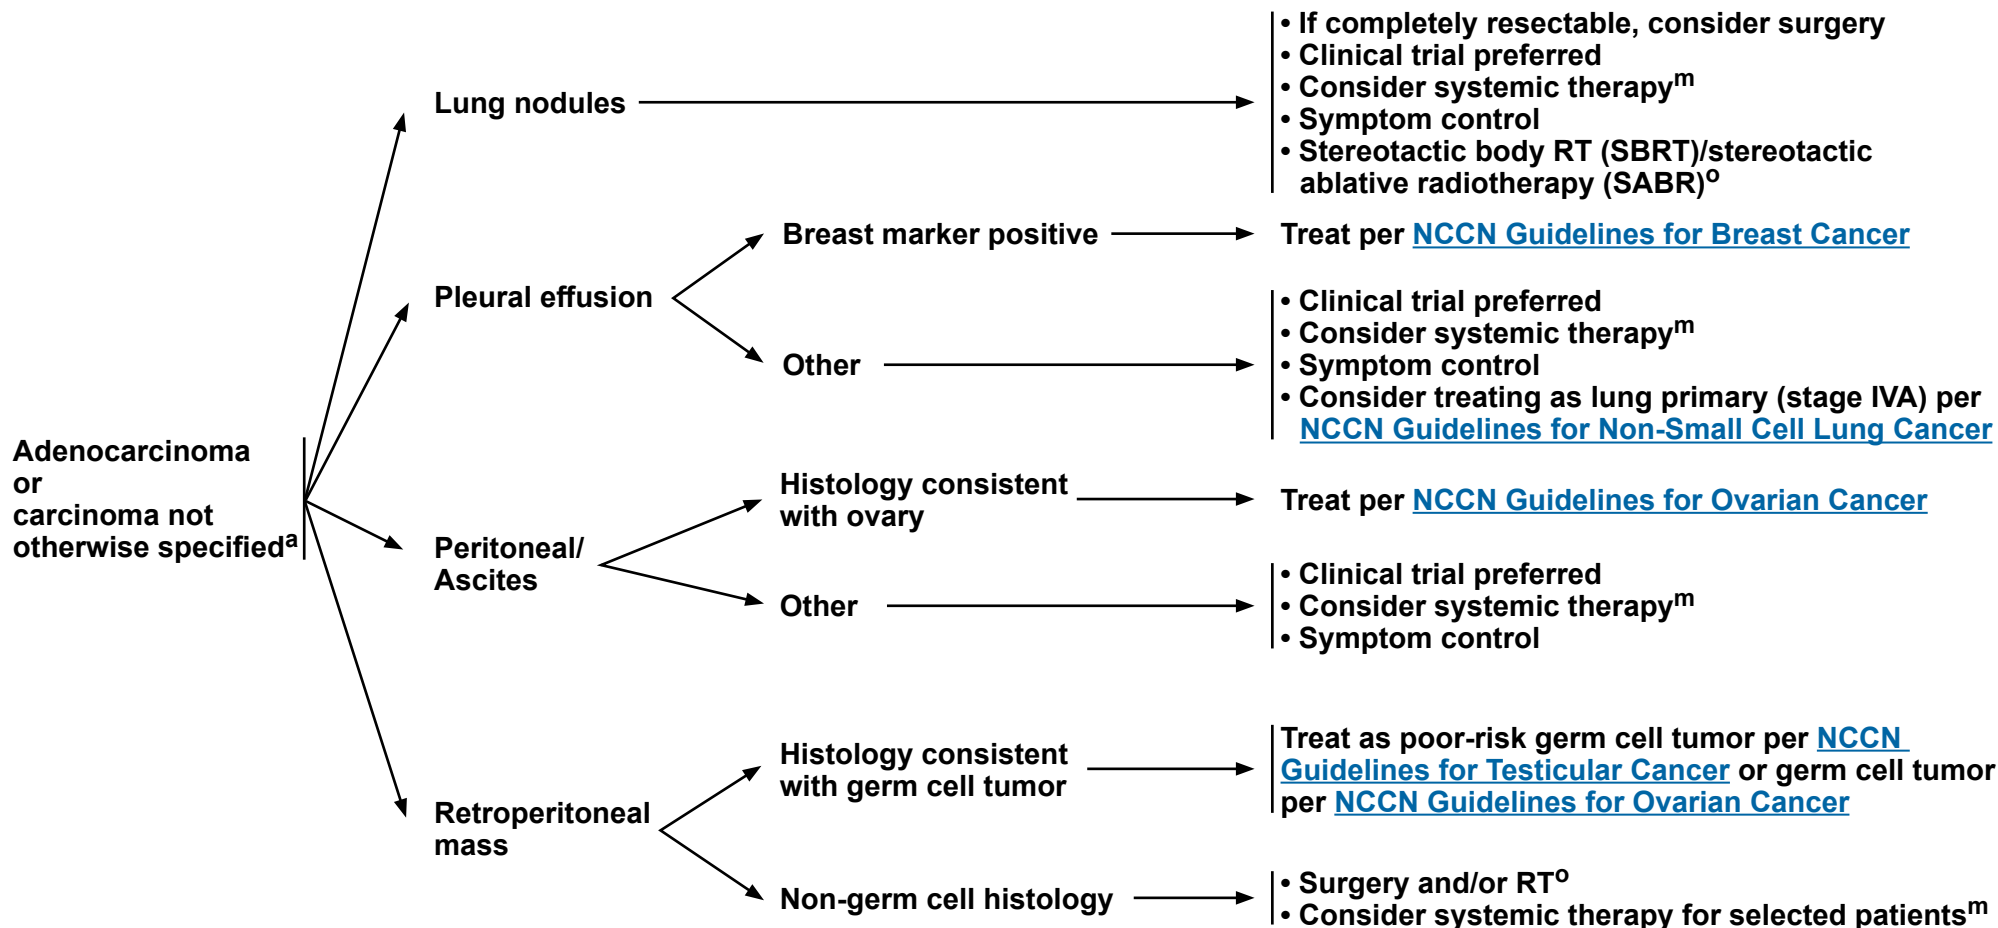 Adenocarcinoma
or
carcinoma not
otherwise specifiedᵃ
Lung nodules
• If completely resectable, consider surgery
• Clinical trial preferred
• Consider systemic therapyᵐ
• Symptom control
• Stereotactic body RT (SBRT)/stereotactic
ablative radiotherapy (SABR)ᵒ
Pleural effusion
Breast marker positive
Treat per NCCN Guidelines for Breast Cancer
Other
• Clinical trial preferred
• Consider systemic therapyᵐ
• Symptom control
• Consider treating as lung primary (stage IVA) per
NCCN Guidelines for Non-Small Cell Lung Cancer
Peritoneal/
Ascites
Histology consistent
with ovary
Treat per NCCN Guidelines for Ovarian Cancer
Other
• Clinical trial preferred
• Consider systemic therapyᵐ
• Symptom control
Retroperitoneal
mass
Histology consistent
with germ cell tumor
Treat as poor-risk germ cell tumor per NCCN
Guidelines for Testicular Cancer or germ cell tumor
per NCCN Guidelines for Ovarian Cancer
Non-germ cell histology
• Surgery and/or RTᵒ
• Consider systemic therapy for selected patientsᵐ